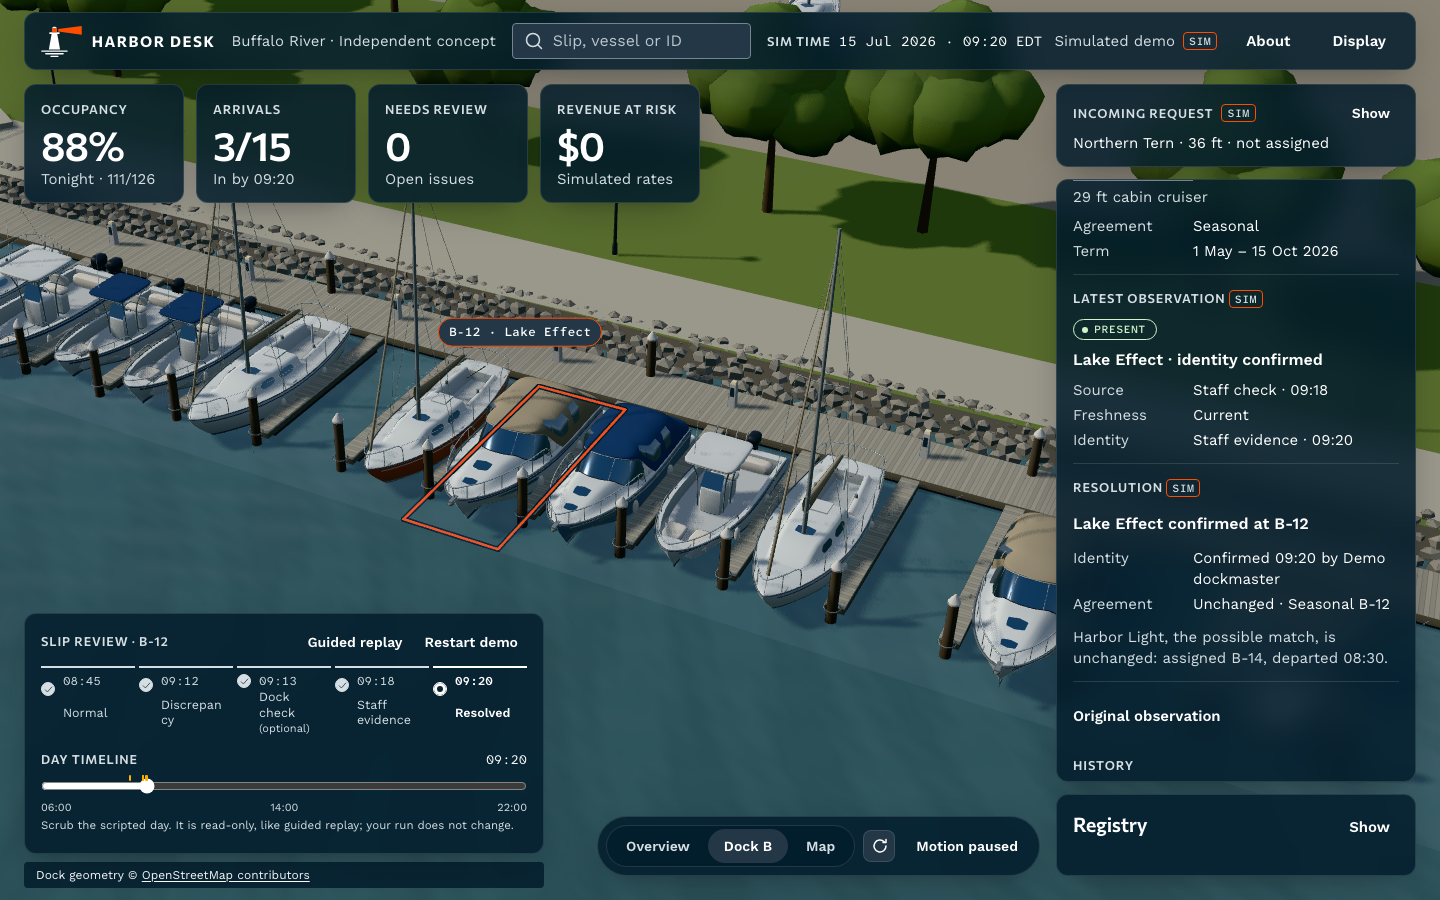 HARBOR DESK
Buffalo River · Independent concept
Slip, vessel or ID
SIM TIME 15 Jul 2026 · 09:20 EDT
Simulated demo SIM
About
Display
OCCUPANCY
88%
Tonight · 111/126
ARRIVALS
3/15
In by 09:20
NEEDS REVIEW
0
Open issues
REVENUE AT RISK
$0
Simulated rates
INCOMING REQUEST SIM
Show
Northern Tern · 36 ft · not assigned
29 ft cabin cruiser
Agreement Seasonal
Term 1 May – 15 Oct 2026
LATEST OBSERVATION SIM
PRESENT
Lake Effect · identity confirmed
Source Staff check · 09:18
Freshness Current
Identity Staff evidence · 09:20
RESOLUTION SIM
Lake Effect confirmed at B-12
Identity Confirmed 09:20 by Demo
dockmaster
Agreement Unchanged · Seasonal B-12
Harbor Light, the possible match, is
unchanged: assigned B-14, departed 08:30.
Original observation
HISTORY
Registry
Show
B-12 · Lake Effect
SLIP REVIEW · B-12
Guided replay
Restart demo
08:45
Normal
09:12
Discrepan
cy
09:13
Dock
check
(optional)
09:18
Staff
evidence
09:20
Resolved
DAY TIMELINE
09:20
06:00 14:00 22:00
Scrub the scripted day. It is read-only, like guided replay; your run does not change.
Dock geometry © OpenStreetMap contributors
Overview
Dock B
Map
Motion paused